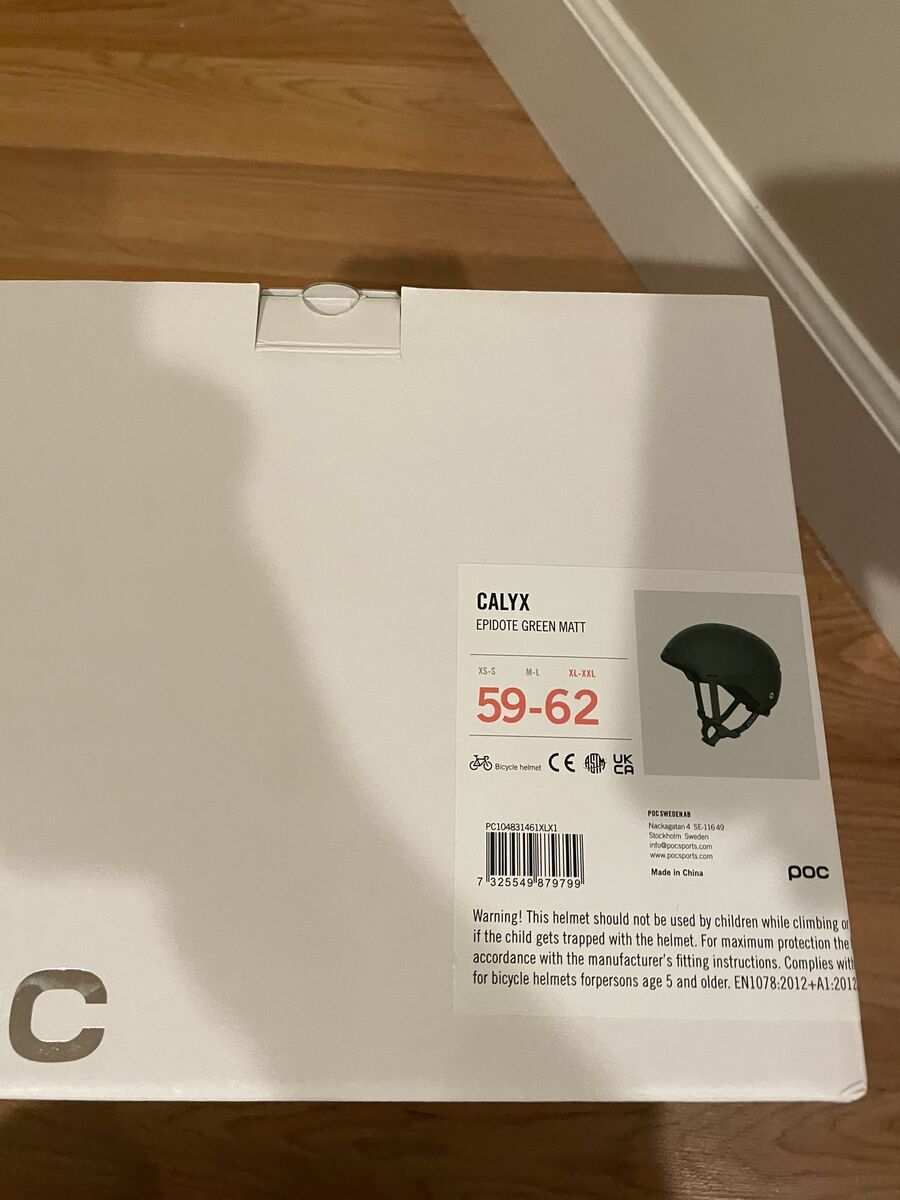 CALYX
EPIDOTE GREEN MATT
XS-S M-L XL-XXL
59-62
Bicycle helmet CE ASTM UK CA
PC104831461XLX1
7 325549 879799
POC SWEDEN AB
Nackagatan 4 SE-116 49
Stockholm Sweden
info@pocsports.com
www.pocsports.com
Made in China
poc
Warning! This helmet should not be used by children while climbing or
if the child gets trapped with the helmet. For maximum protection the
accordance with the manufacturer's fitting instructions. Complies with
for bicycle helmets forpersons age 5 and older. EN1078:2012+A1:2012
C